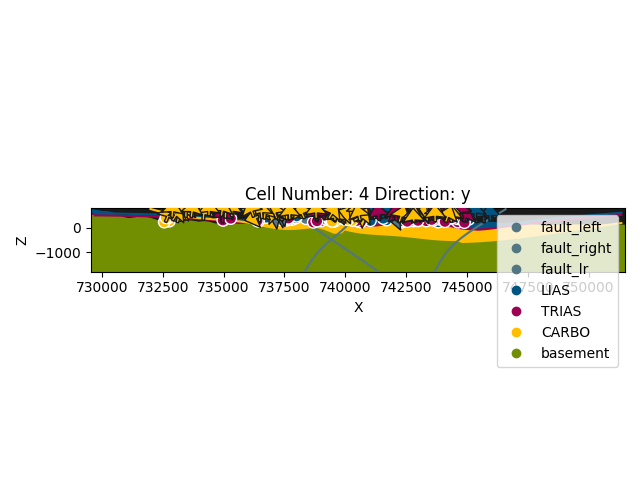 Cell Number: 4 Direction: y
Z
0
−1000
730000 732500 735000 737500 740000 742500 745000 747500 750000
X
fault_left
fault_right
fault_lr
LIAS
TRIAS
CARBO
basement